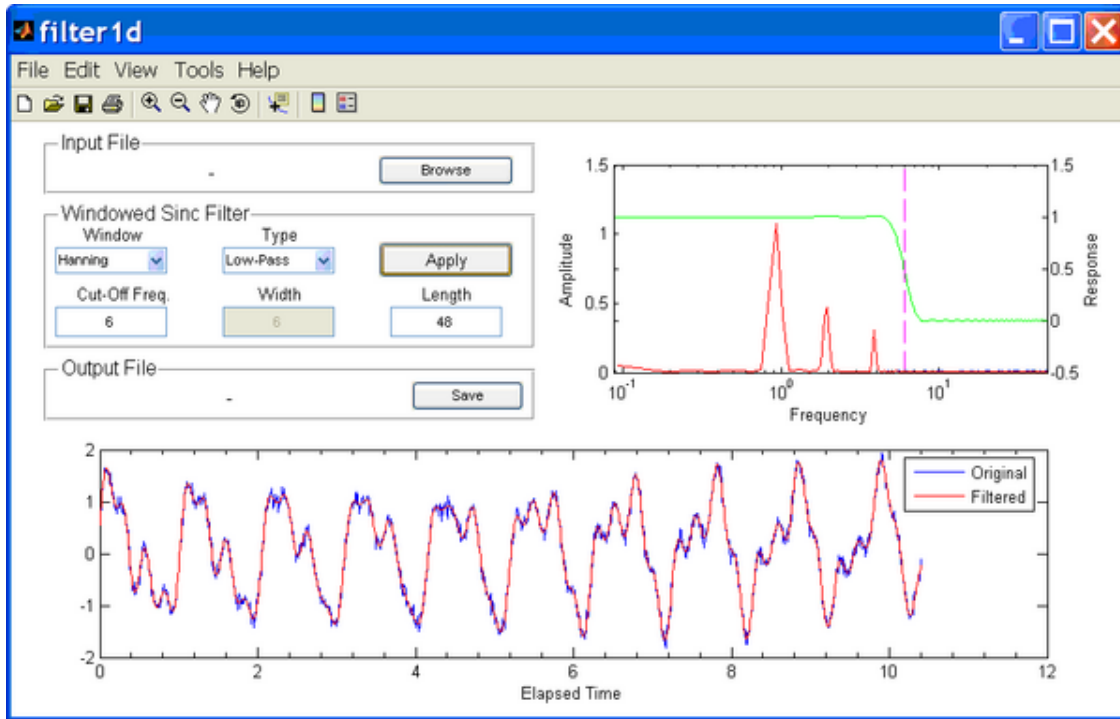 filter1d
File Edit View Tools Help
Input File
-
Browse
Windowed Sinc Filter
Window
Type
Hanning
Low-Pass
Apply
Cut-Off Freq.
Width
Length
6
6
48
Output File
-
Save
1.5
1
0.5
0
Amplitude
1.5
1
0.5
0
-0.5
Response
10^-1
10^0
10^1
Frequency
2
1
0
-1
-2
Original
Filtered
0 2 4 6 8 10 12
Elapsed Time